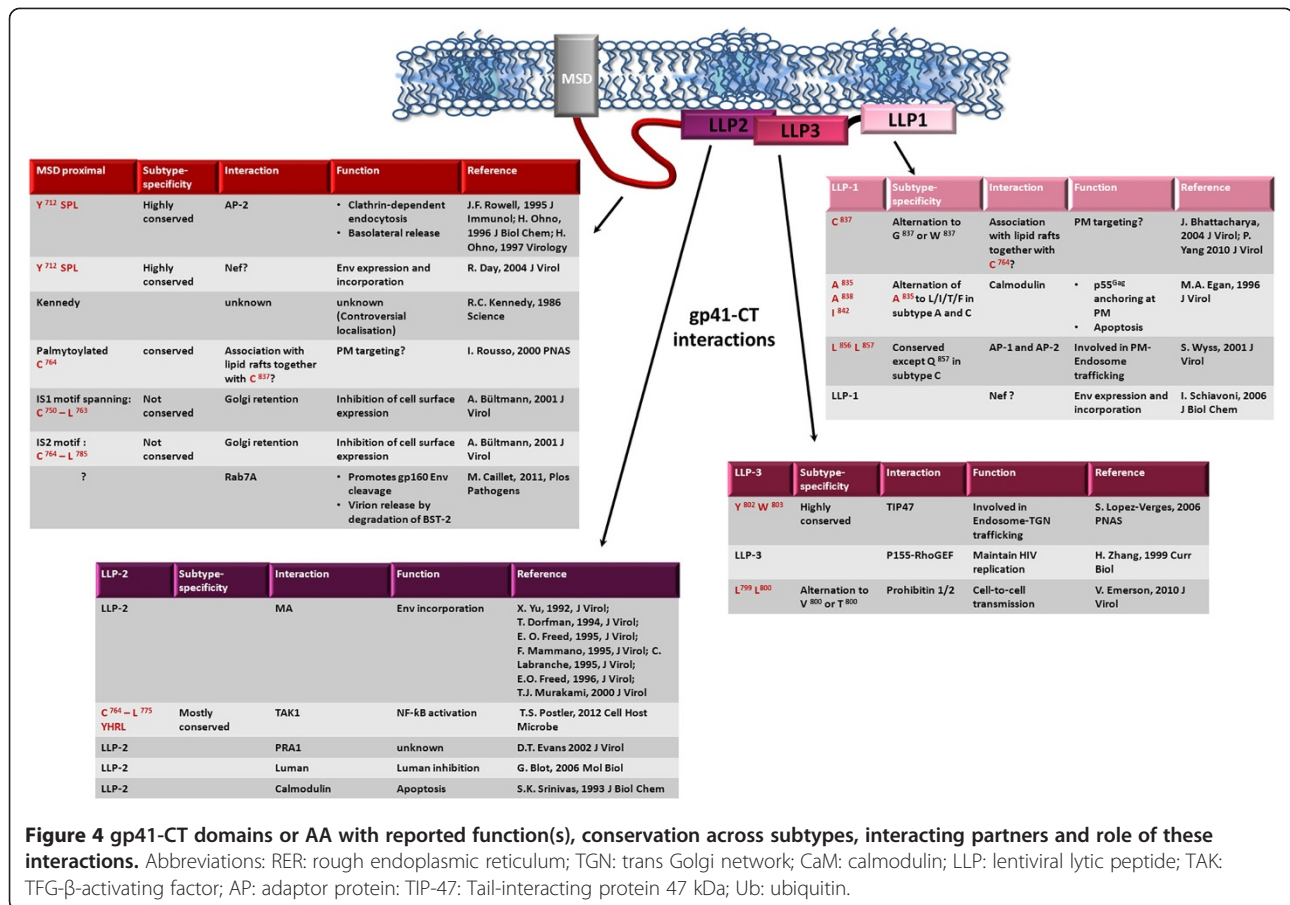 MSD
LLP2
LLP3
LLP1
gp41-CT
interactions
MSD proximal Subtype-specificity Interaction Function Reference
Y 712 SPL Highly conserved AP-2 • Clathrin-dependent endocytosis • Basolateral release J.F. Rowell, 1995 J Immunol; H. Ohno, 1996 J Biol Chem; H. Ohno, 1997 Virology
Y 712 SPL Highly conserved Nef? Env expression and incorporation R. Day, 2004 J Virol
Kennedy unknown unknown (Controversial localisation) R.C. Kennedy, 1986 Science
Palmytoylated C 764 conserved Association with lipid rafts together with C 837? PM targeting? I. Rousso, 2000 PNAS
IS1 motif spanning: C 750 – L 763 Not conserved Golgi retention Inhibition of cell surface expression A. Bültmann, 2001 J Virol
IS2 motif : C 764 – L 785 Not conserved Golgi retention Inhibition of cell surface expression A. Bültmann, 2001 J Virol
? Rab7A • Promotes gp160 Env cleavage • Virion release by degradation of BST-2 M. Caillet, 2011, Plos Pathogens
LLP-1 Subtype-specificity Interaction Function Reference
C 837 Alternation to G 837 or W 837 Association with lipid rafts together with C 764? PM targeting? J. Bhattacharya, 2004 J Virol; P. Yang 2010 J Virol
A 835 A 838 I 842 Alternation of A 835 to L/I/T/F in subtype A and C Calmodulin • p55Gag anchoring at PM • Apoptosis M.A. Egan, 1996 J Virol
L 856 L 857 Conserved except Q 857 in subtype C AP-1 and AP-2 Involved in PM-Endosome trafficking S. Wyss, 2001 J Virol
LLP-1 Nef ? Env expression and incorporation I. Schiavoni, 2006 J Biol Chem
LLP-3 Subtype-specificity Interaction Function Reference
Y 802 W 803 Highly conserved TIP47 Involved in Endosome-TGN trafficking S. Lopez-Verges, 2006 PNAS
LLP-3 P155-RhoGEF Maintain HIV replication H. Zhang, 1999 Curr Biol
L799 L800 Alternation to V 800 or T 800 Prohibitin 1/2 Cell-to-cell transmission V. Emerson, 2010 J Virol
LLP-2 Subtype-specificity Interaction Function Reference
LLP-2 MA Env incorporation X. Yu, 1992, J Virol; T. Dorfman, 1994, J Virol; E. O. Freed, 1995, J Virol; F. Mammano, 1995, J Virol; C. Labranche, 1995, J Virol; E.O. Freed, 1996, J Virol; T.J. Murakami, 2000 J Virol
C 764 – L 775 YHRL Mostly conserved TAK1 NF-ƙB activation T.S. Postler, 2012 Cell Host Microbe
LLP-2 PRA1 unknown D.T. Evans 2002 J Virol
LLP-2 Luman Luman inhibition G. Blot, 2006 Mol Biol
LLP-2 Calmodulin Apoptosis S.K. Srinivas, 1993 J Biol Chem
Figure 4 gp41-CT domains or AA with reported function(s), conservation across subtypes, interacting partners and role of these
interactions. Abbreviations: RER: rough endoplasmic reticulum; TGN: trans Golgi network; CaM: calmodulin; LLP: lentiviral lytic peptide; TAK:
TFG-β-activating factor; AP: adaptor protein: TIP-47: Tail-interacting protein 47 kDa; Ub: ubiquitin.